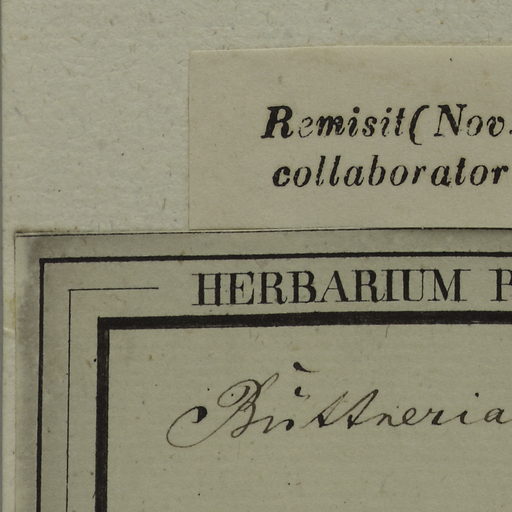 Remisit (Nov.
collaborator
HERBARIUM P
Büttneria